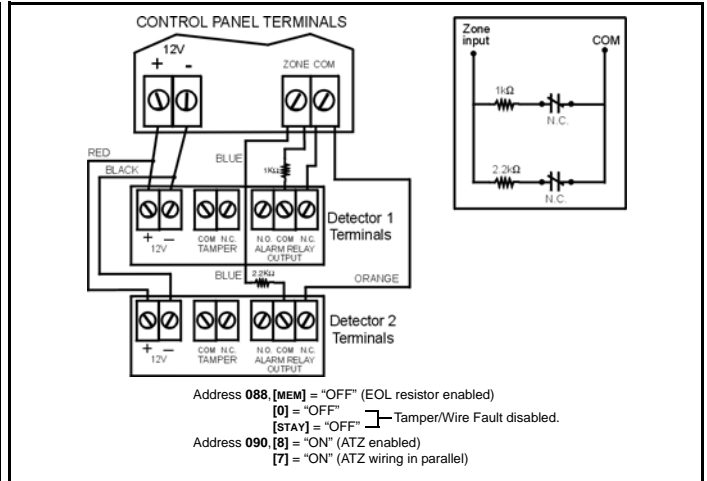 CONTROL PANEL TERMINALS
12V
+ -
ZONE COM
RED
BLACK
BLUE
1KΩ
Detector 1
Terminals
+ −
12V
COM N.C.
TAMPER
N.O. COM N.C.
ALARM RELAY
OUTPUT
BLUE
2.2KΩ
ORANGE
Detector 2
Terminals
+ −
12V
COM N.C.
TAMPER
N.O. COM N.C.
ALARM RELAY
OUTPUT
Zone
input
COM
1kΩ
N.C.
2.2kΩ
N.C.
Address 088, [MEM] = “OFF” (EOL resistor enabled)
[0] = “OFF”
[STAY] = “OFF”
Tamper/Wire Fault disabled.
Address 090, [8] = “ON” (ATZ enabled)
[7] = “ON” (ATZ wiring in parallel)